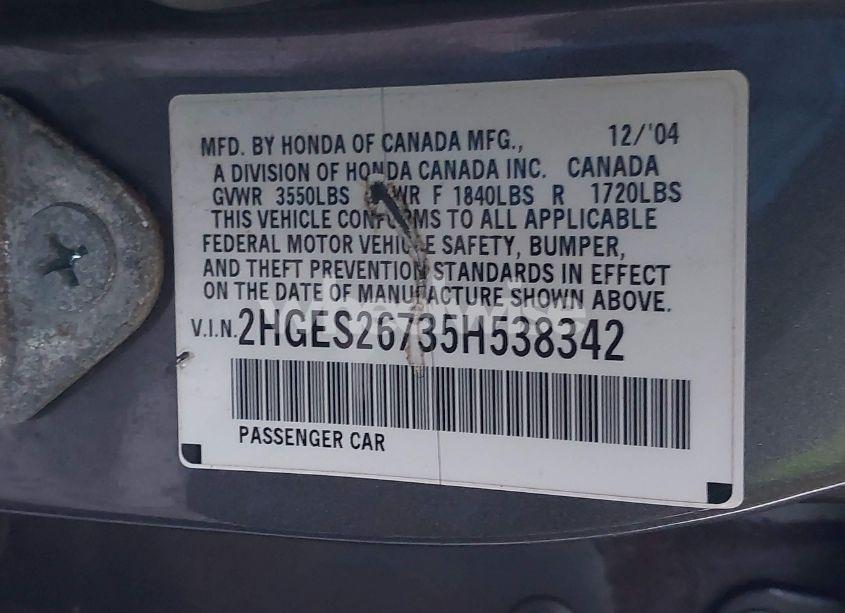 MFD. BY HONDA OF CANADA MFG., 12/'04
A DIVISION OF HONDA CANADA INC. CANADA
GVWR 3550LBS WR F 1840LBS R 1720LBS
THIS VEHICLE CONFORMS TO ALL APPLICABLE
FEDERAL MOTOR VEHICLE SAFETY, BUMPER,
AND THEFT PREVENTION STANDARDS IN EFFECT
ON THE DATE OF MANUFACTURE SHOWN ABOVE.
V.I.N. 2HGES26735H538342
PASSENGER CAR